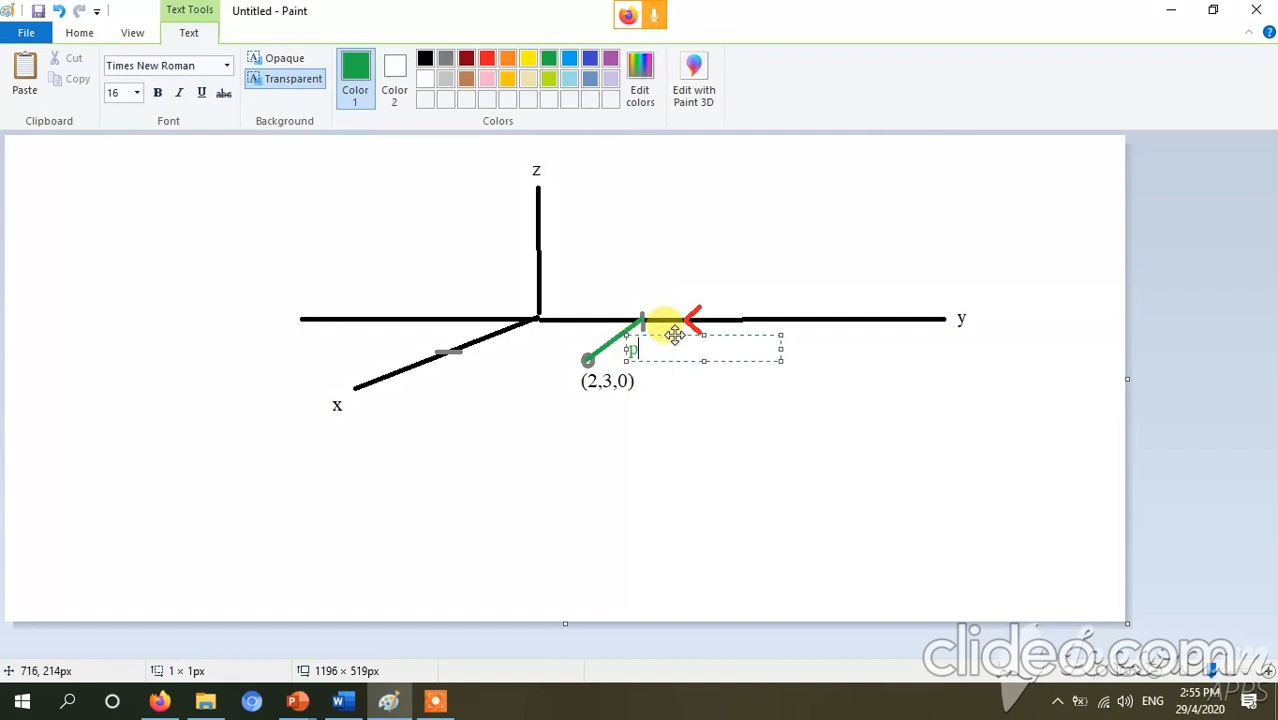 Text Tools
Untitled - Paint
File
Home
View
Text
Paste
Cut
Copy
Clipboard
Times New Roman
16
B I U abc
Font
Opaque
Transparent
Background
Color 1
Color 2
Edit colors
Edit with Paint 3D
Colors
z
y
p
(2,3,0)
x
716, 214px
1 × 1px
1196 × 519px
clideo.com
APPS
ENG
2:55 PM
29/4/2020